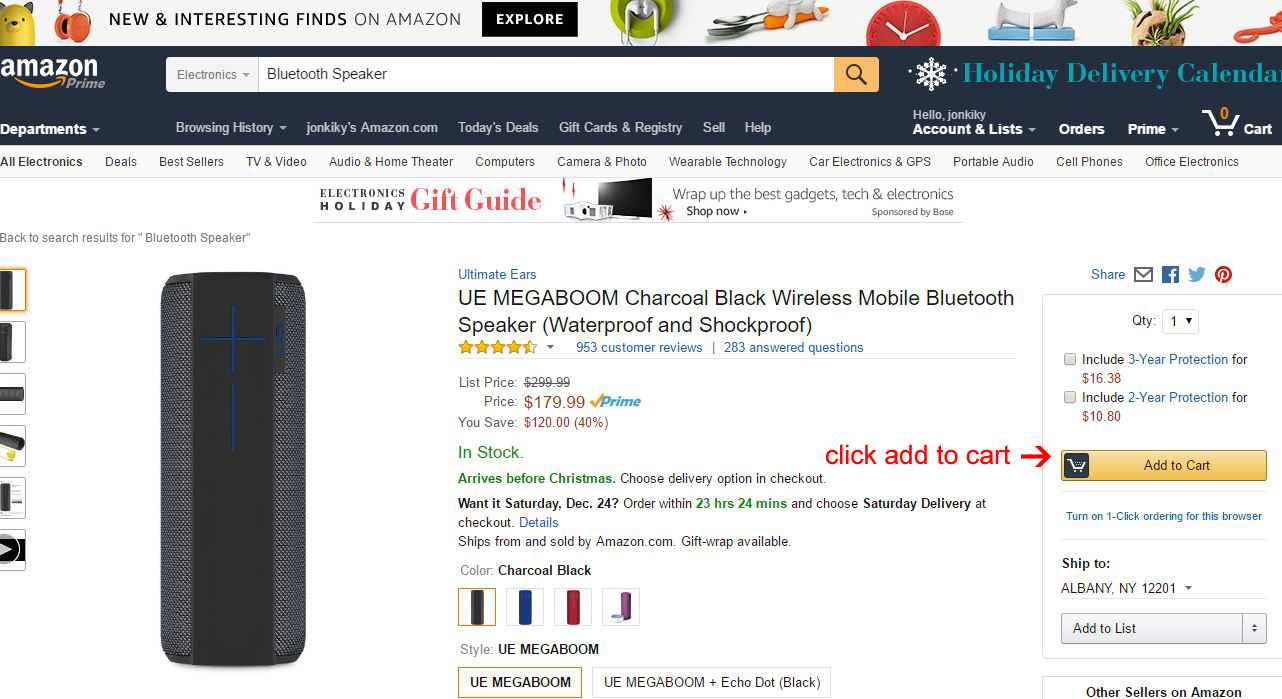 NEW & INTERESTING FINDS ON AMAZON EXPLORE
amazon Prime
Electronics
Bluetooth Speaker
Holiday Delivery Calenda
Departments
Browsing History
jonkiky's Amazon.com
Today's Deals
Gift Cards & Registry
Sell
Help
Hello, jonkiky
Account & Lists
Orders
Prime
0
Cart
All Electronics
Deals
Best Sellers
TV & Video
Audio & Home Theater
Computers
Camera & Photo
Wearable Technology
Car Electronics & GPS
Portable Audio
Cell Phones
Office Electronics
ELECTRONICS
HOLIDAY
Gift Guide
Wrap up the best gadgets, tech & electronics
Shop now ▸
Sponsored by Bose
Back to search results for " Bluetooth Speaker"
Ultimate Ears
UE MEGABOOM Charcoal Black Wireless Mobile Bluetooth
Speaker (Waterproof and Shockproof)
953 customer reviews | 283 answered questions
List Price: $299.99
Price: $179.99 Prime
You Save: $120.00 (40%)
In Stock.
Arrives before Christmas. Choose delivery option in checkout.
Want it Saturday, Dec. 24? Order within 23 hrs 24 mins and choose Saturday Delivery at
checkout. Details
Ships from and sold by Amazon.com. Gift-wrap available.
Color: Charcoal Black
Style: UE MEGABOOM
UE MEGABOOM
UE MEGABOOM + Echo Dot (Black)
click add to cart →
Share
Qty: 1
Include 3-Year Protection for
$16.38
Include 2-Year Protection for
$10.80
Add to Cart
Turn on 1-Click ordering for this browser
Ship to:
ALBANY, NY 12201
Add to List
Other Sellers on Amazon